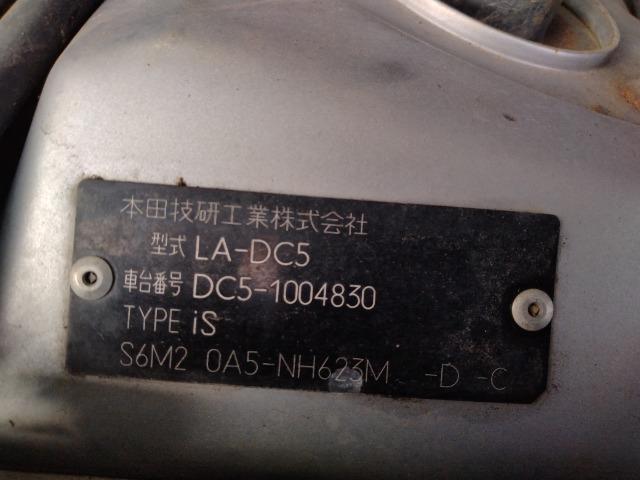 本田技研工業株式会社
型式 LA-DC5
車台番号 DC5-1004830
TYPE iS
S6M2 0A5-NH623M -D -C